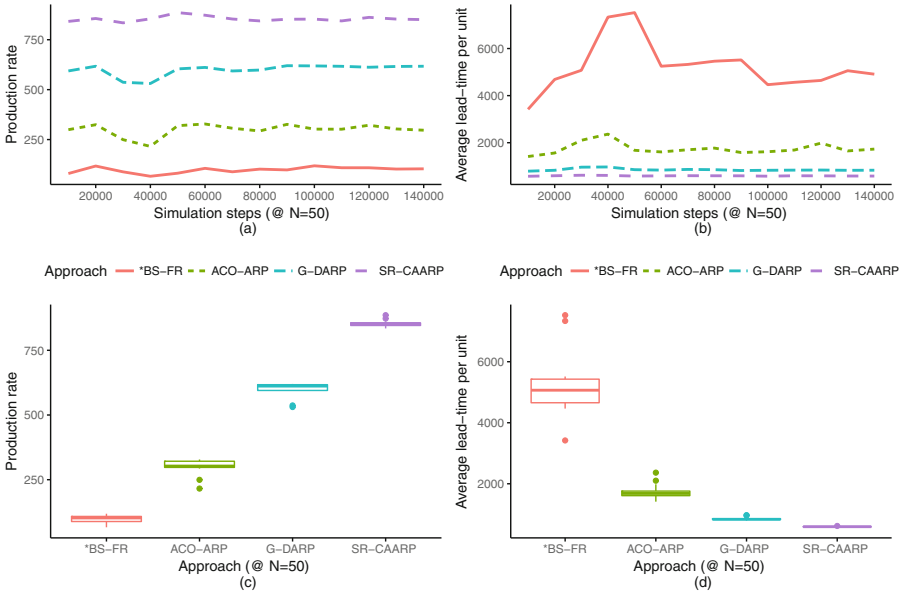 Production rate
750
500
250
20000 40000 60000 80000 100000 120000 140000
Simulation steps (@ N=50)
(a)
Average lead−time per unit
6000
4000
2000
20000 40000 60000 80000 100000 120000 140000
Simulation steps (@ N=50)
(b)
Approach *BS−FR ACO−ARP G−DARP SR−CAARP
Approach *BS−FR ACO−ARP G−DARP SR−CAARP
Production rate
750
500
250
*BS−FR ACO−ARP G−DARP SR−CAARP
Approach (@ N=50)
(c)
Average lead−time per unit
6000
4000
2000
*BS−FR ACO−ARP G−DARP SR−CAARP
Approach (@ N=50)
(d)